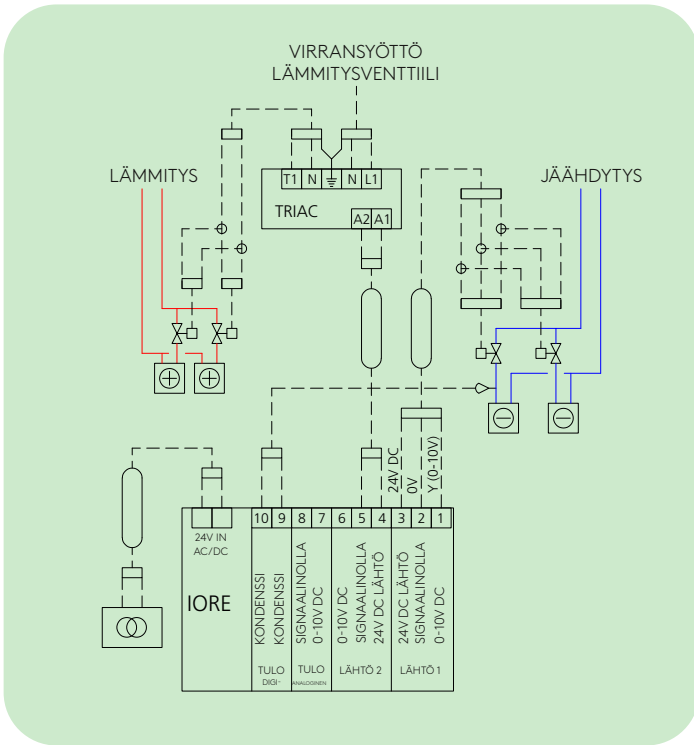 VIRRANSYÖTTÖ
LÄMMITYSVENTTIILI
LÄMMITYS
JÄÄHDYTYS
T1 N N L1
TRIAC
A2 A1
24V DC
0V
Y (0-10V)
10 9 8 7 6 5 4 3 2 1
24V IN
AC/DC
IORE
KONDENSSI
KONDENSSI
SIGNAALINOLLA
0-10V DC
0-10V DC
SIGNAALINOLLA
24V DC LÄHTÖ
24V DC LÄHTÖ
SIGNAALINOLLA
0-10V DC
TULO
DIGI-
TULO
ANALOGINEN
LÄHTÖ 2
LÄHTÖ 1